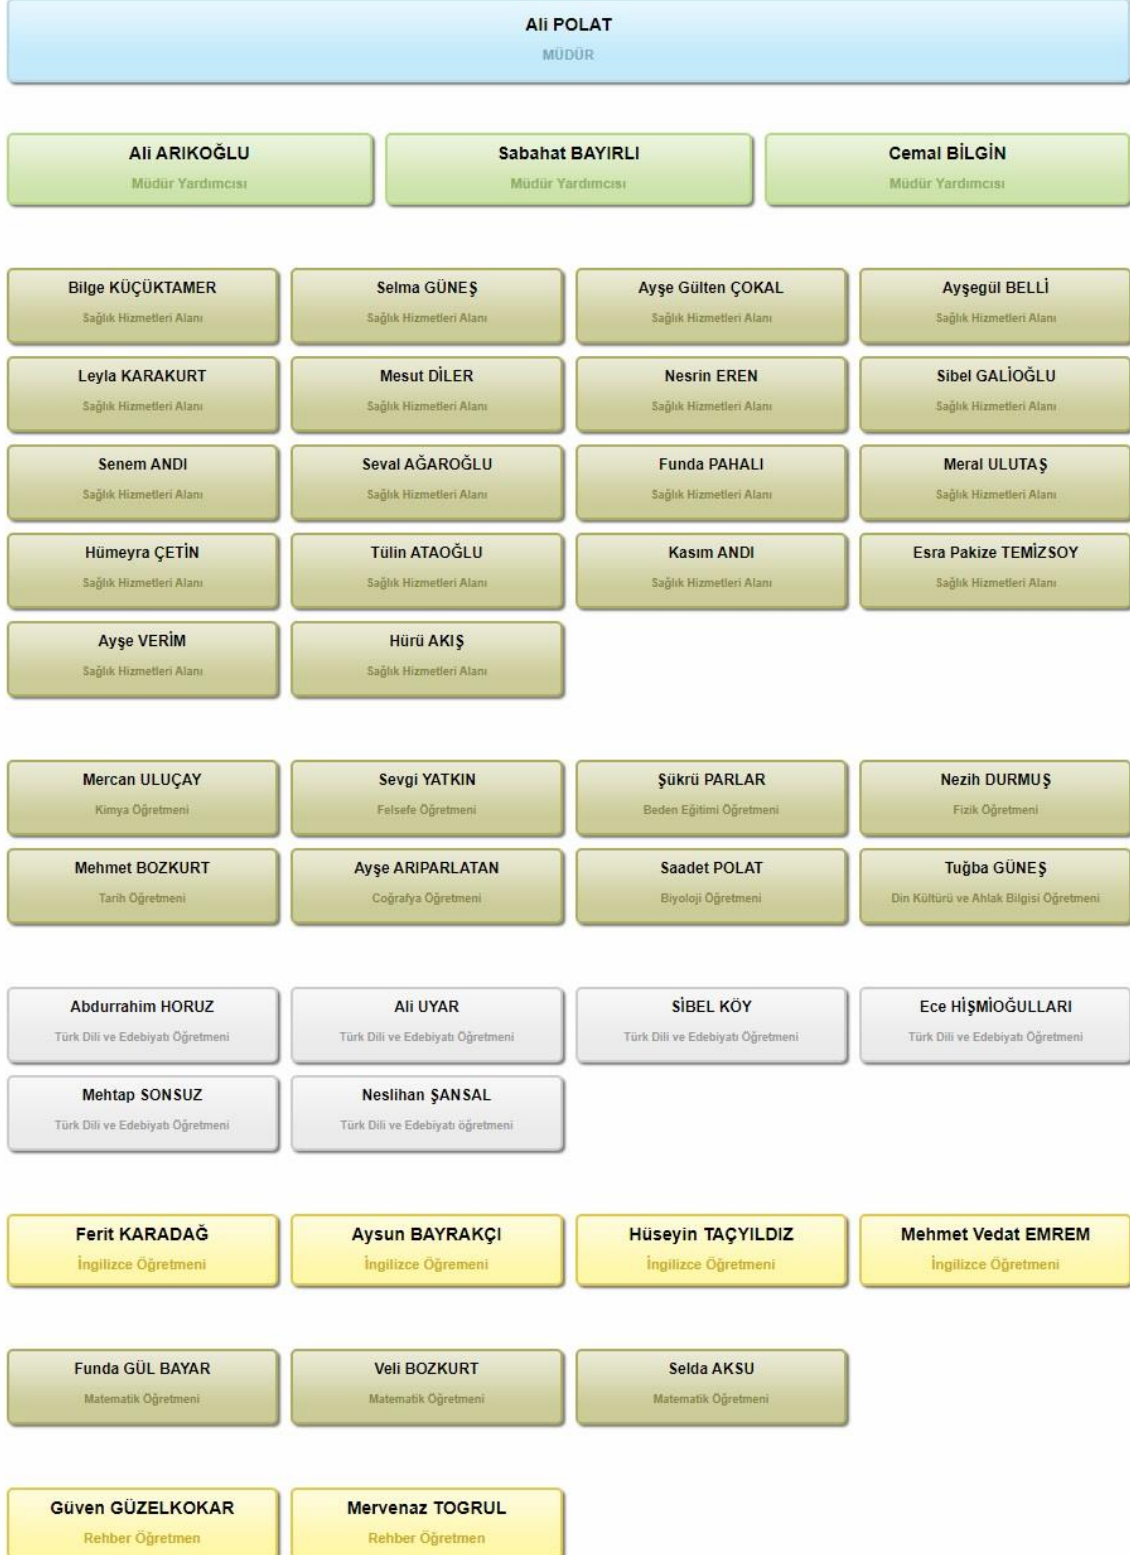 Ali POLAT
MÜDÜR
Ali ARIKOĞLU
Müdür Yardımcısı
Sabahat BAYIRLI
Müdür Yardımcısı
Cemal BİLGİN
Müdür Yardımcısı
Bilge KÜÇÜKTAMER
Sağlık Hizmetleri Alanı
Selma GÜNEŞ
Sağlık Hizmetleri Alanı
Ayşe Gülten ÇOKAL
Sağlık Hizmetleri Alanı
Ayşegül BELLİ
Sağlık Hizmetleri Alanı
Leyla KARAKURT
Sağlık Hizmetleri Alanı
Mesut DİLER
Sağlık Hizmetleri Alanı
Nesrin EREN
Sağlık Hizmetleri Alanı
Sibel GALİOĞLU
Sağlık Hizmetleri Alanı
Senem ANDI
Sağlık Hizmetleri Alanı
Seval AĞAROĞLU
Sağlık Hizmetleri Alanı
Funda PAHALI
Sağlık Hizmetleri Alanı
Meral ULUTAŞ
Sağlık Hizmetleri Alanı
Hümeyra ÇETİN
Sağlık Hizmetleri Alanı
Tülin ATAOĞLU
Sağlık Hizmetleri Alanı
Kasım ANDI
Sağlık Hizmetleri Alanı
Esra Pakize TEMİZSOY
Sağlık Hizmetleri Alanı
Ayşe VERİM
Sağlık Hizmetleri Alanı
Hürü AKIŞ
Sağlık Hizmetleri Alanı
Mercan ULUÇAY
Kimya Öğretmeni
Sevgi YATKIN
Felsefe Öğretmeni
Şükrü PARLAR
Beden Eğitimi Öğretmeni
Nezih DURMUŞ
Fizik Öğretmeni
Mehmet BOZKURT
Tarih Öğretmeni
Ayşe ARIPARLATAN
Coğrafya Öğretmeni
Saadet POLAT
Biyoloji Öğretmeni
Tuğba GÜNEŞ
Din Kültürü ve Ahlak Bilgisi Öğretmeni
Abdurrahim HORUZ
Türk Dili ve Edebiyatı Öğretmeni
Ali UYAR
Türk Dili ve Edebiyatı Öğretmeni
SİBEL KÖY
Türk Dili ve Edebiyatı Öğretmeni
Ece HİŞMİOĞULLARI
Türk Dili ve Edebiyatı Öğretmeni
Mehtap SONSUZ
Türk Dili ve Edebiyatı Öğretmeni
Neslihan ŞANSAL
Türk Dili ve Edebiyatı öğretmeni
Ferit KARADAĞ
İngilizce Öğretmeni
Aysun BAYRAKÇI
İngilizce Öğremeni
Hüseyin TAÇYILDIZ
İngilizce Öğretmeni
Mehmet Vedat EMREM
İngilizce Öğretmeni
Funda GÜL BAYAR
Matematik Öğretmeni
Veli BOZKURT
Matematik Öğretmeni
Selda AKSU
Matematik Öğretmeni
Güven GÜZELKOKAR
Rehber Öğretmen
Mervenaz TOGRUL
Rehber Öğretmen